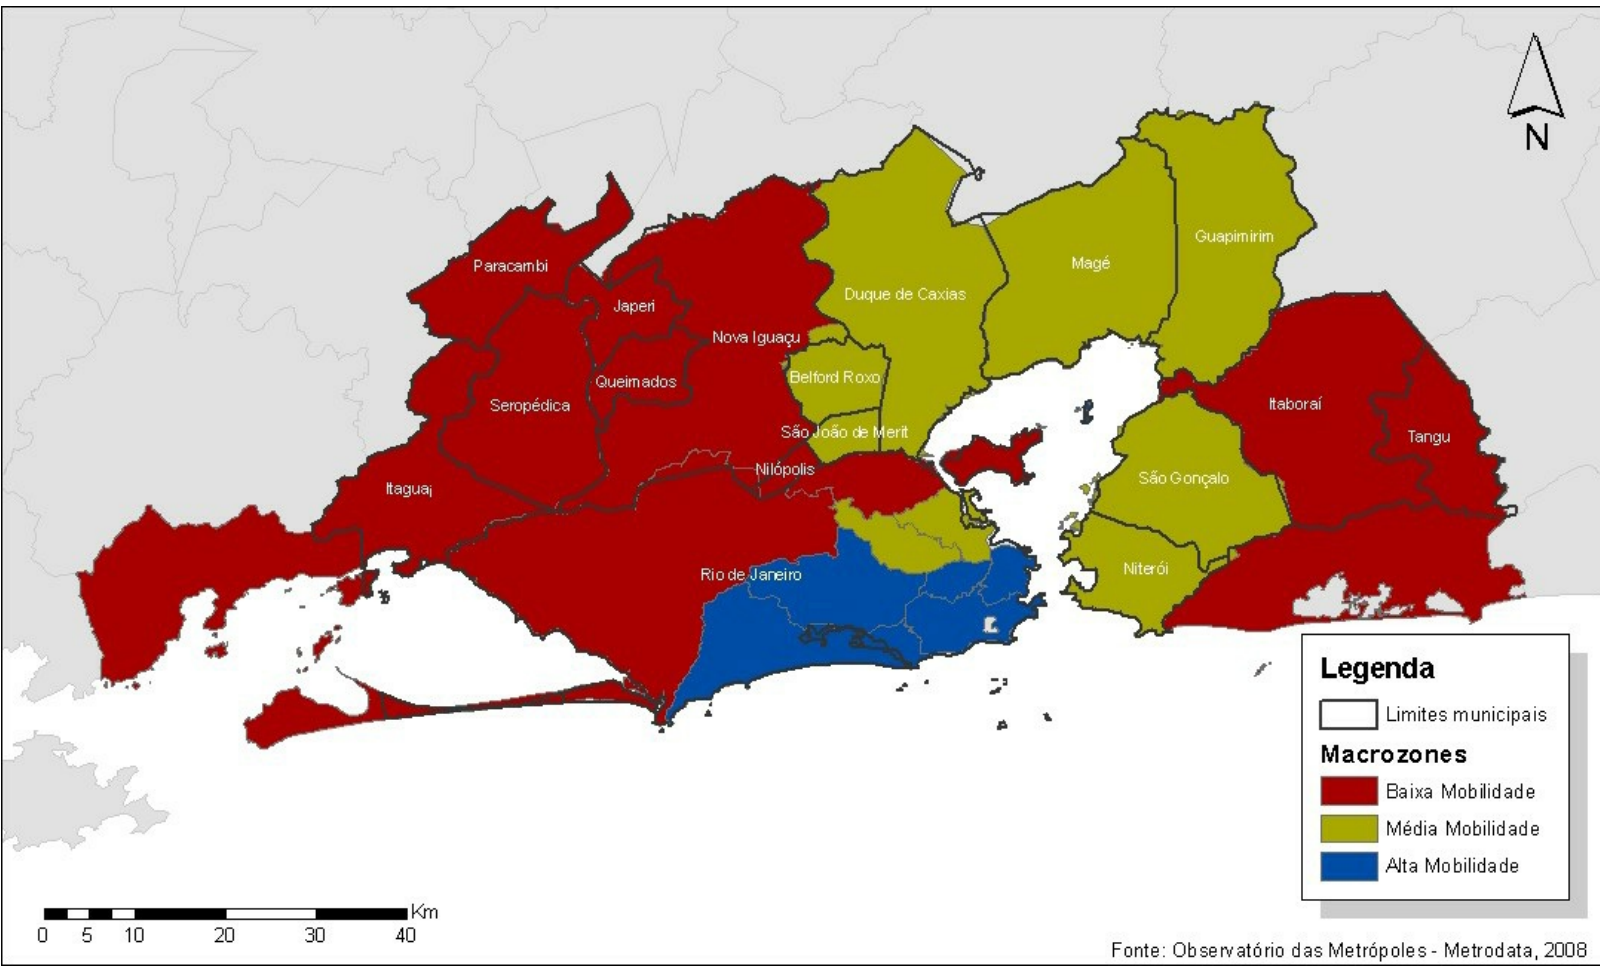 N
Guapimirim
Magé
Paracambi
Duque de Caxias
Japeri
Nova Iguaçu
Belford Roxo
Queimados
Seropédica
Itaboraí
São João de Merit
Tangu
Nilópolis
São Gonçalo
Itaguaj
Niterói
Rio de Janeiro
Legenda
Limites municipais
Macrozones
Baixa Mobilidade
Média Mobilidade
Alta Mobilidade
Km
0 5 10 20 30 40
Fonte: Observatório das Metrópoles - Metrodata, 2008